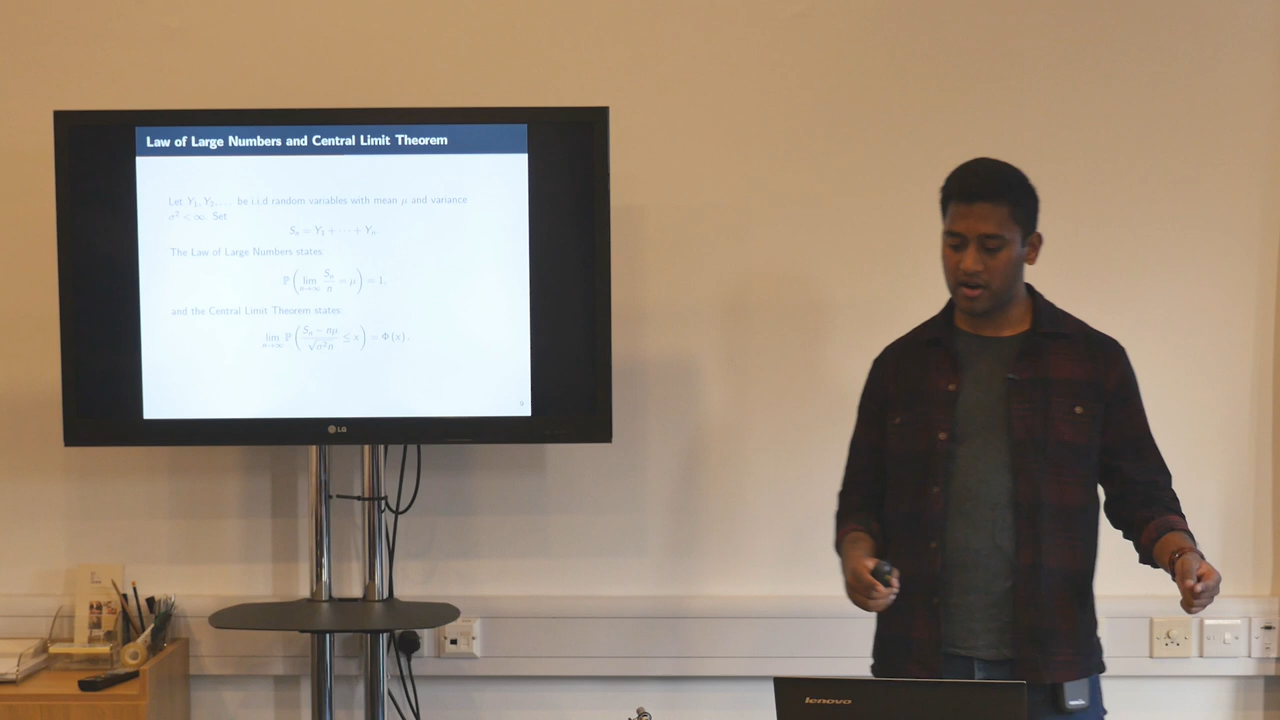 Law of Large Numbers and Central Limit Theorem
Let Y₁, Y₂, … be i.i.d random variables with mean μ and variance
σ² < ∞. Set
Sₙ = Y₁ + ⋯ + Yₙ.
The Law of Large Numbers states:
ℙ ( lim n→∞ Sₙ/n = μ ) = 1,
and the Central Limit Theorem states:
lim n→∞ ℙ ( (Sₙ − nμ)/√(σ²n) ≤ x ) = Φ (x) .
9
LG
lenovo